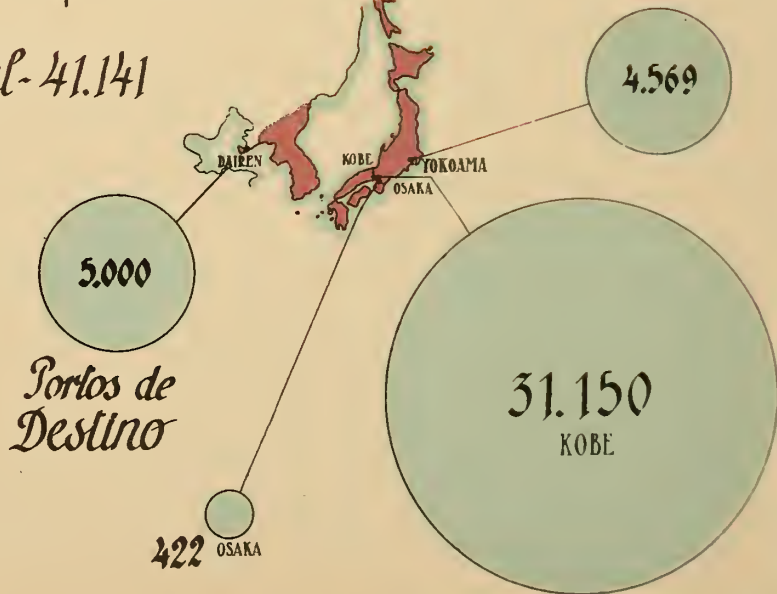 l - 41.141
4.569
DAIREN
KOBE
YOKOAMA
OSAKA
5.000
Portos de
Destino
31.150
KOBE
422 OSAKA